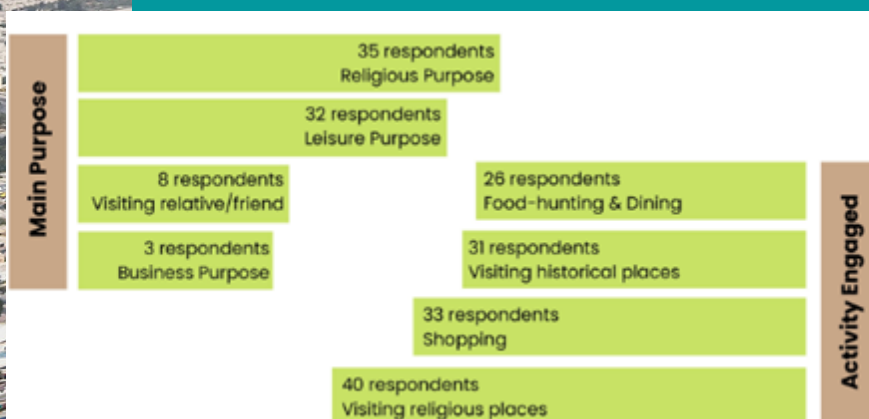 Main Purpose
35 respondents
Religious Purpose
32 respondents
Leisure Purpose
8 respondents
Visiting relative/friend
3 respondents
Business Purpose
26 respondents
Food-hunting & Dining
31 respondents
Visiting historical places
33 respondents
Shopping
40 respondents
Visiting religious places
Activity Engaged